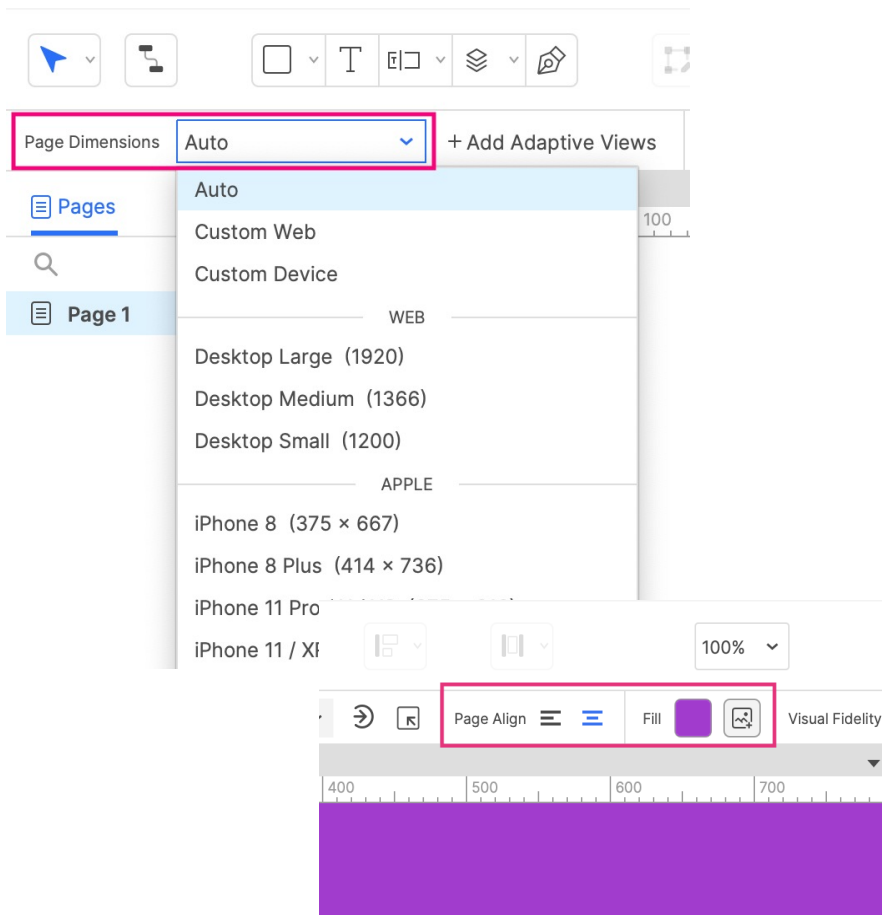 Page Dimensions Auto + Add Adaptive Views
Pages
100
Page 1
Auto
Custom Web
Custom Device
WEB
Desktop Large (1920)
Desktop Medium (1366)
Desktop Small (1200)
APPLE
iPhone 8 (375 × 667)
iPhone 8 Plus (414 × 736)
iPhone 11 Pro
iPhone 11 /
100%
Page Align Fill Visual Fidelity
400 500 600 700